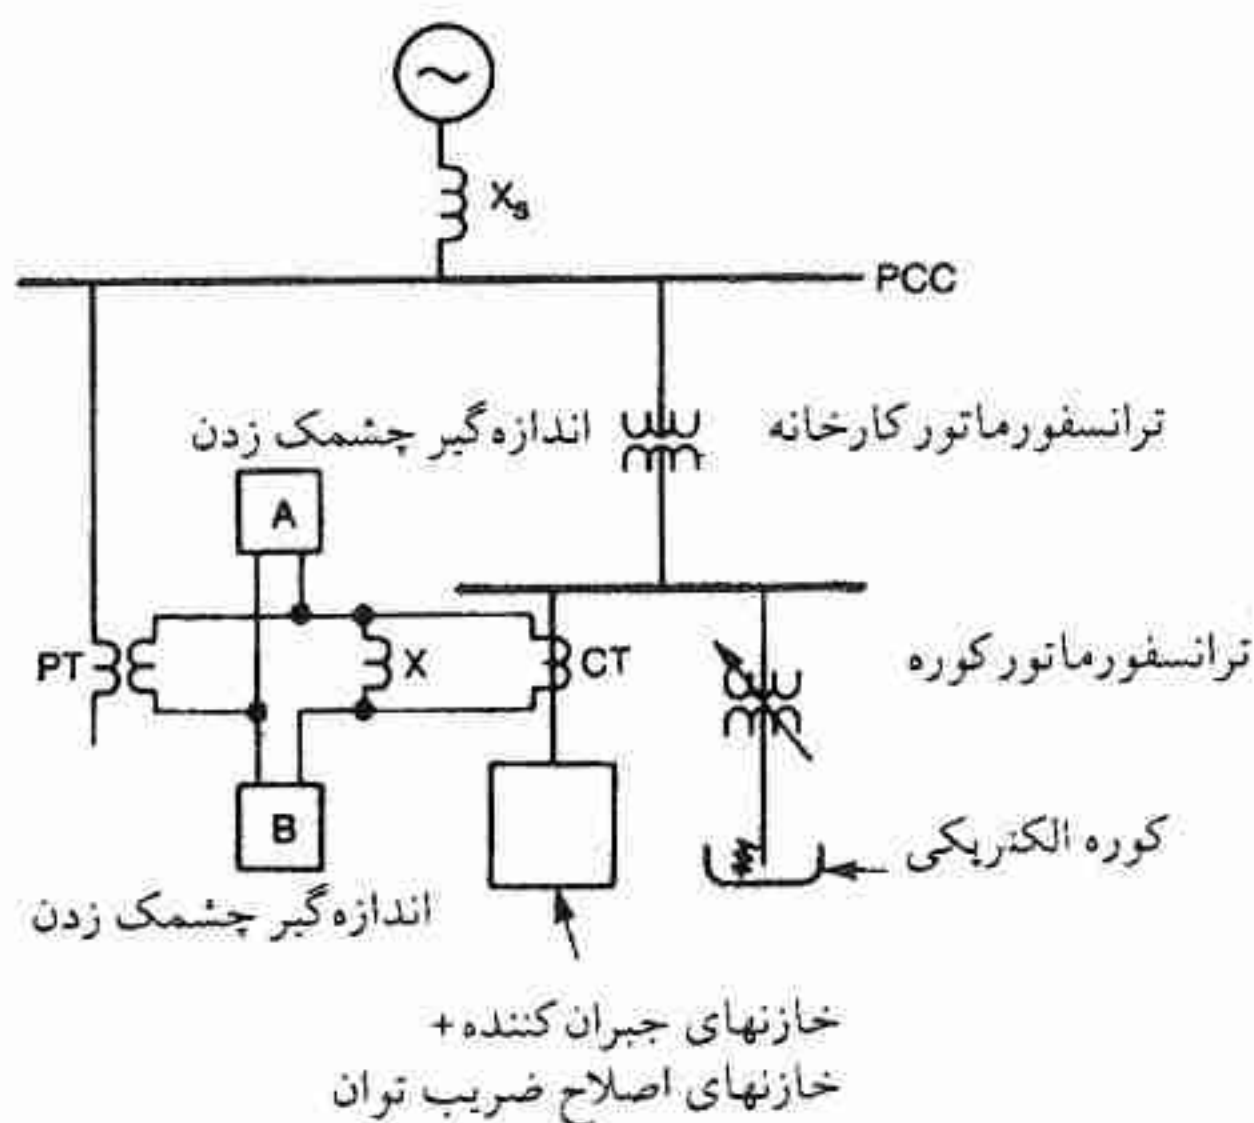 Xs
PCC
ترانسفورماتور کارخانه
اندازه‌گیر چشمک زدن
A
PT
X
CT
ترانسفورماتور کوره
B
کوره الکتریکی
اندازه‌گیر چشمک زدن
خازنهای جبران کننده +
خازنهای اصلاح ضریب توان